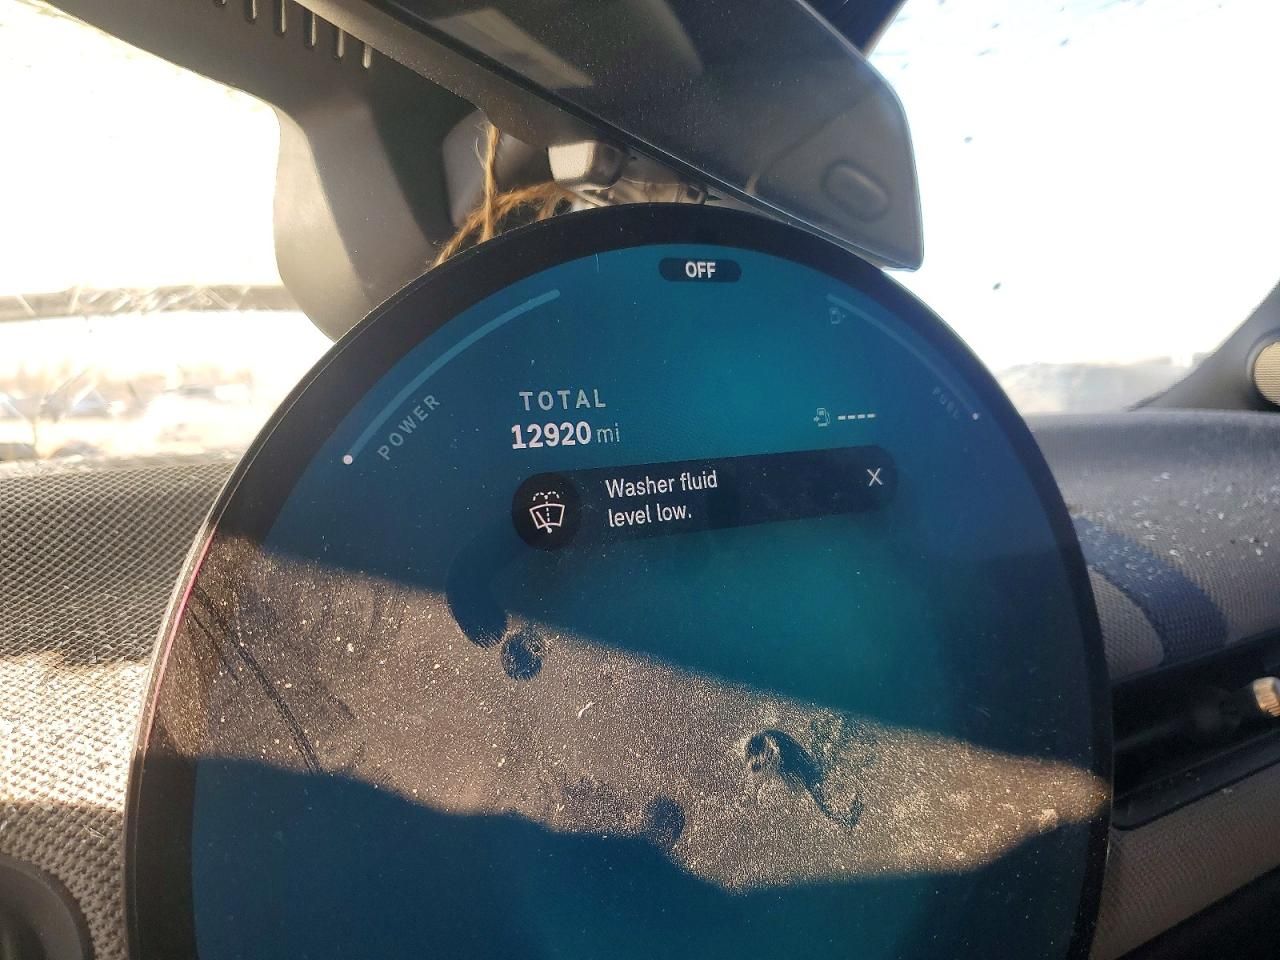 OFF
POWER
FUEL
TOTAL
12920 mi
----
Washer fluid
level low.
X